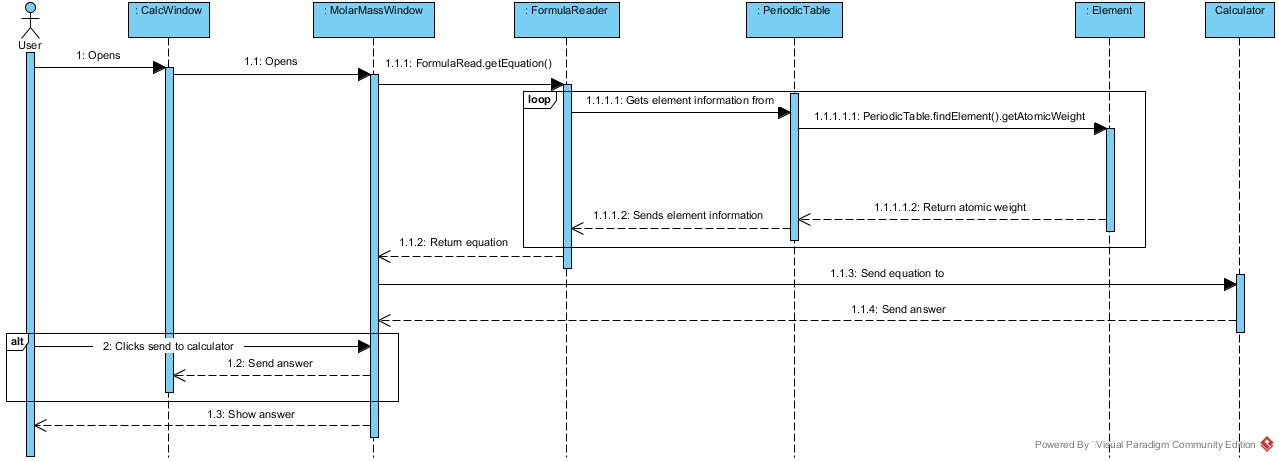 : CalcWindow
: MolarMassWindow
: FormulaReader
: PeriodicTable
: Element
Calculator
User
1: Opens
1.1: Opens
1.1.1: FormulaRead.getEquation()
loop
1.1.1.1: Gets element information from
1.1.1.1.1: PeriodicTable.findElement().getAtomicWeight
1.1.1.1.2: Return atomic weight
1.1.1.2: Sends element information
1.1.2: Return equation
1.1.3: Send equation to
1.1.4: Send answer
alt
2: Clicks send to calculator
1.2: Send answer
1.3: Show answer
Powered By Visual Paradigm Community Edition